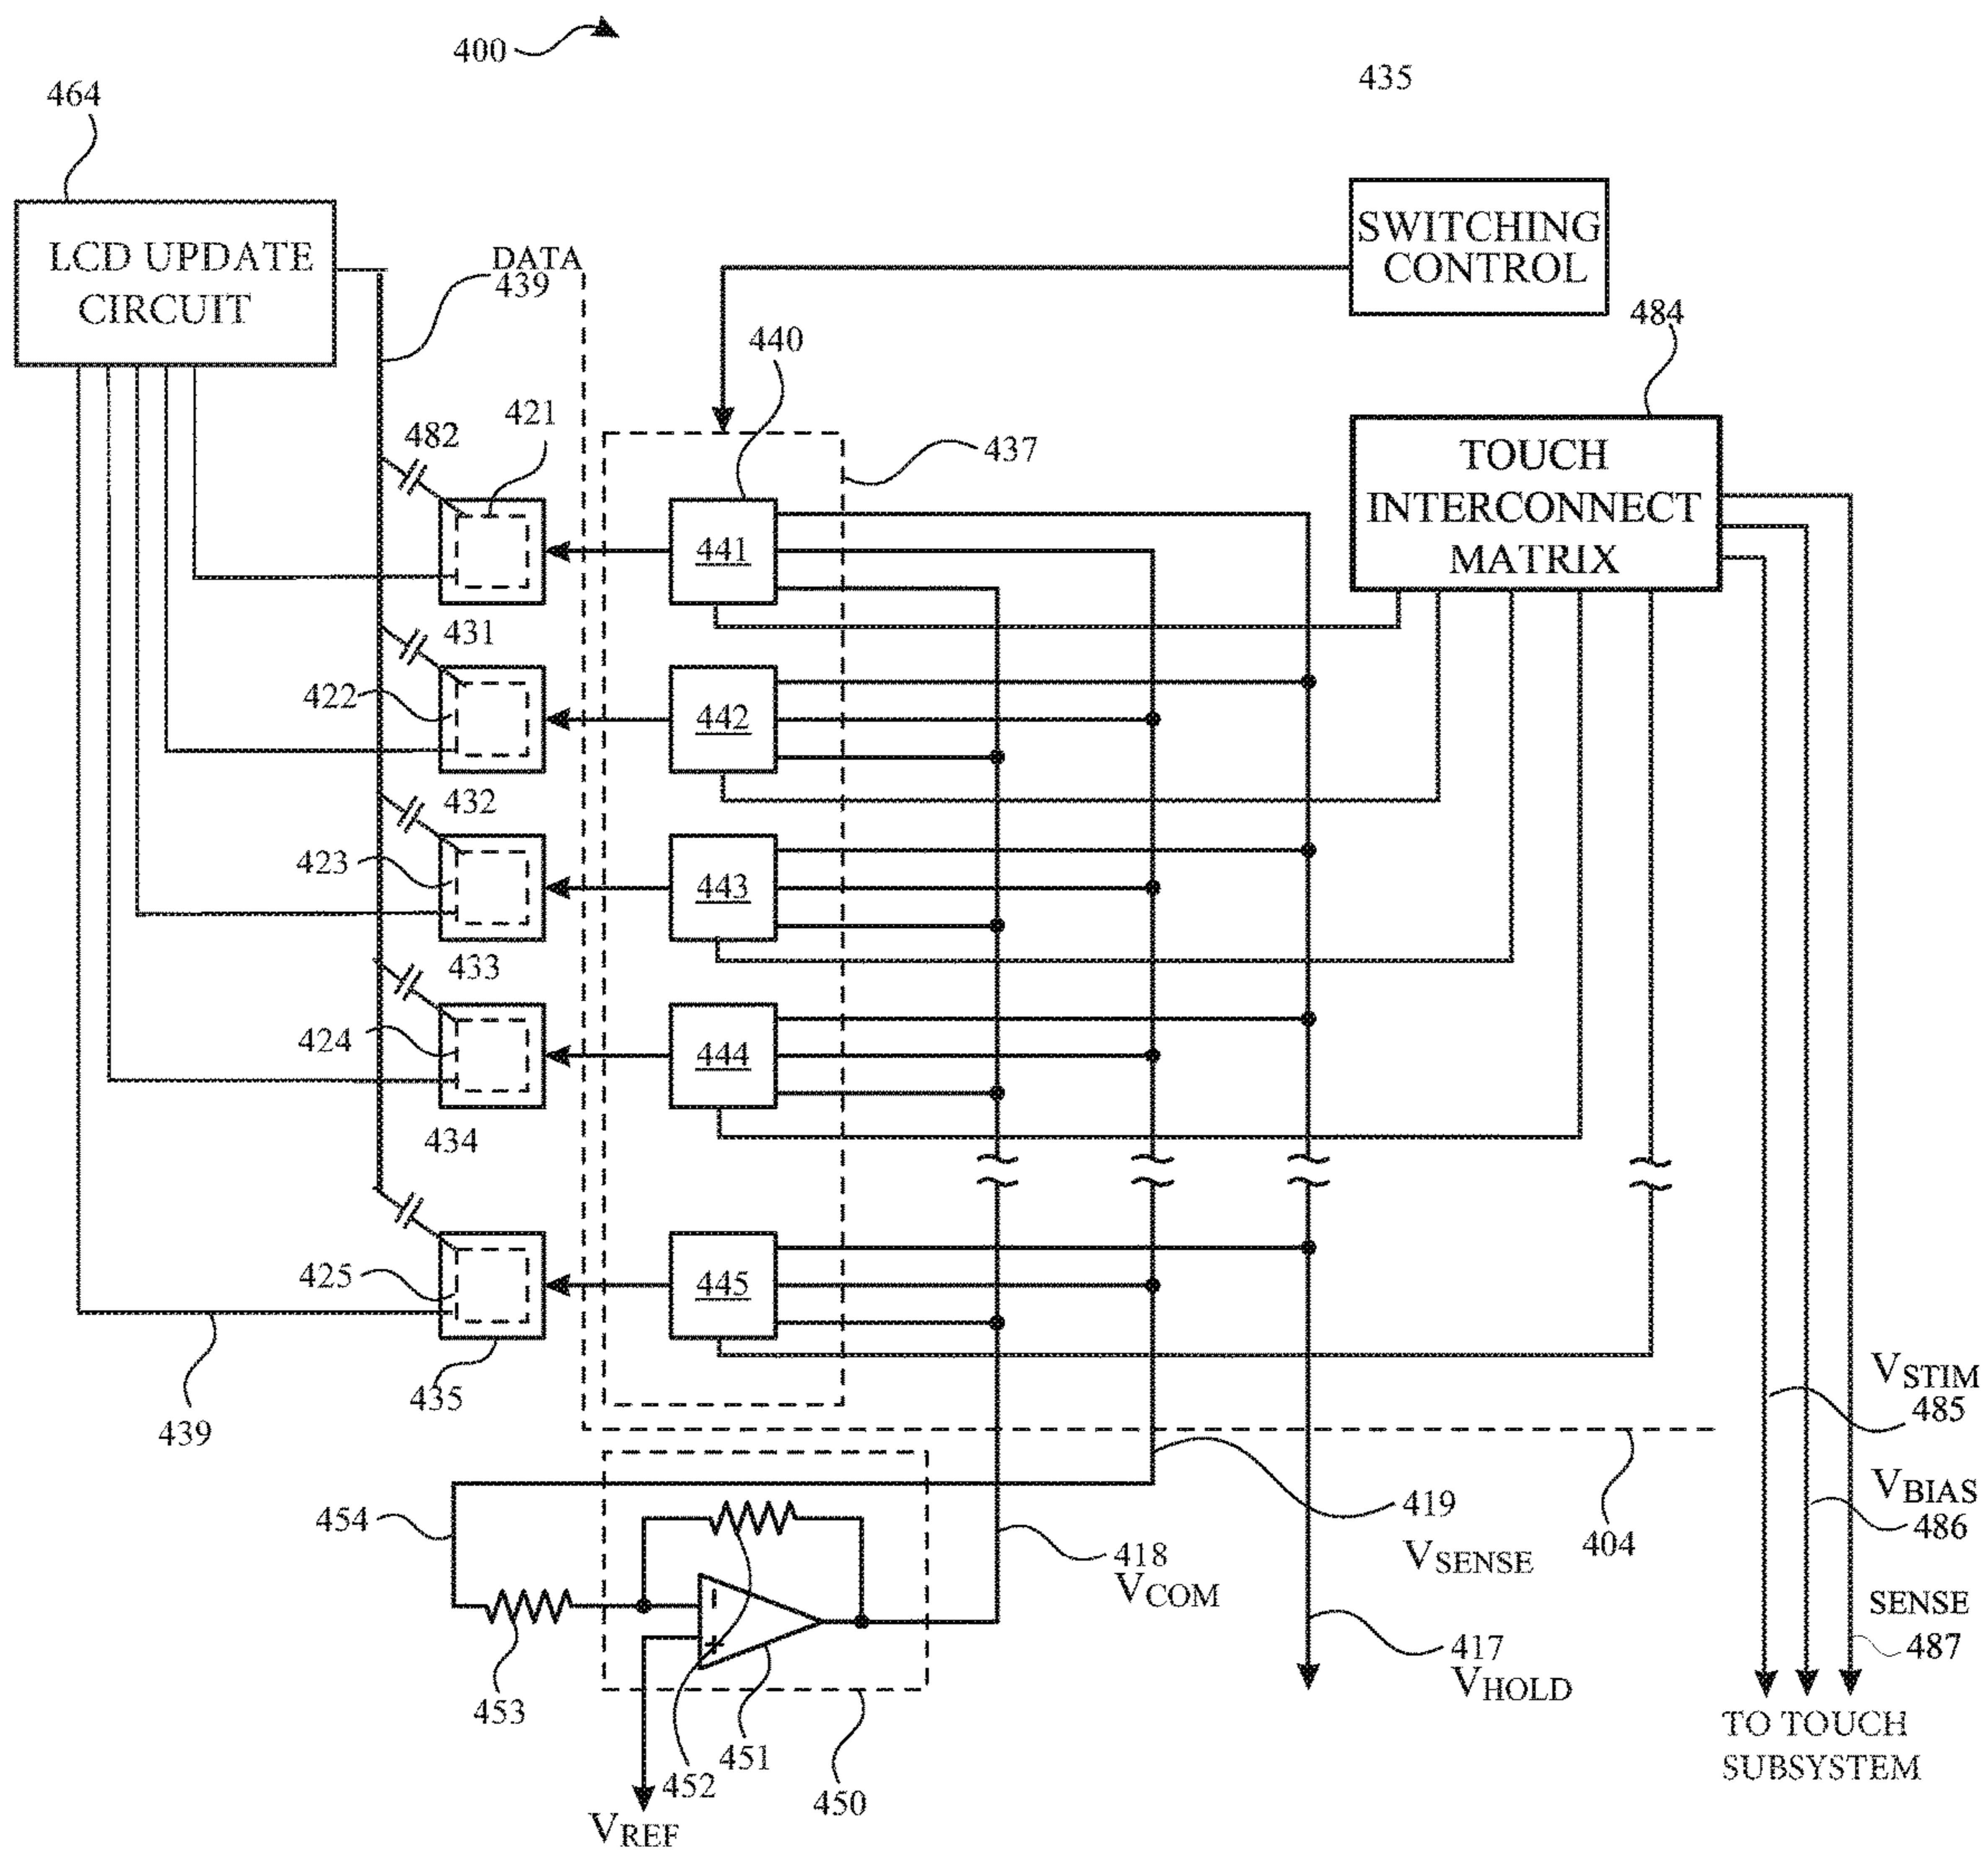 400
435
464
LCD UPDATE
CIRCUIT
DATA
439
SWITCHING
CONTROL
484
440
421
482
437
TOUCH
INTERCONNECT
MATRIX
441
431
422
442
432
423
443
433
424
444
434
425
445
435
439
VSTIM
485
VBIAS
486
SENSE
487
454
419
VSENSE
404
418
VCOM
417
VHOLD
453
452
451
450
VREF
TO TOUCH
SUBSYSTEM